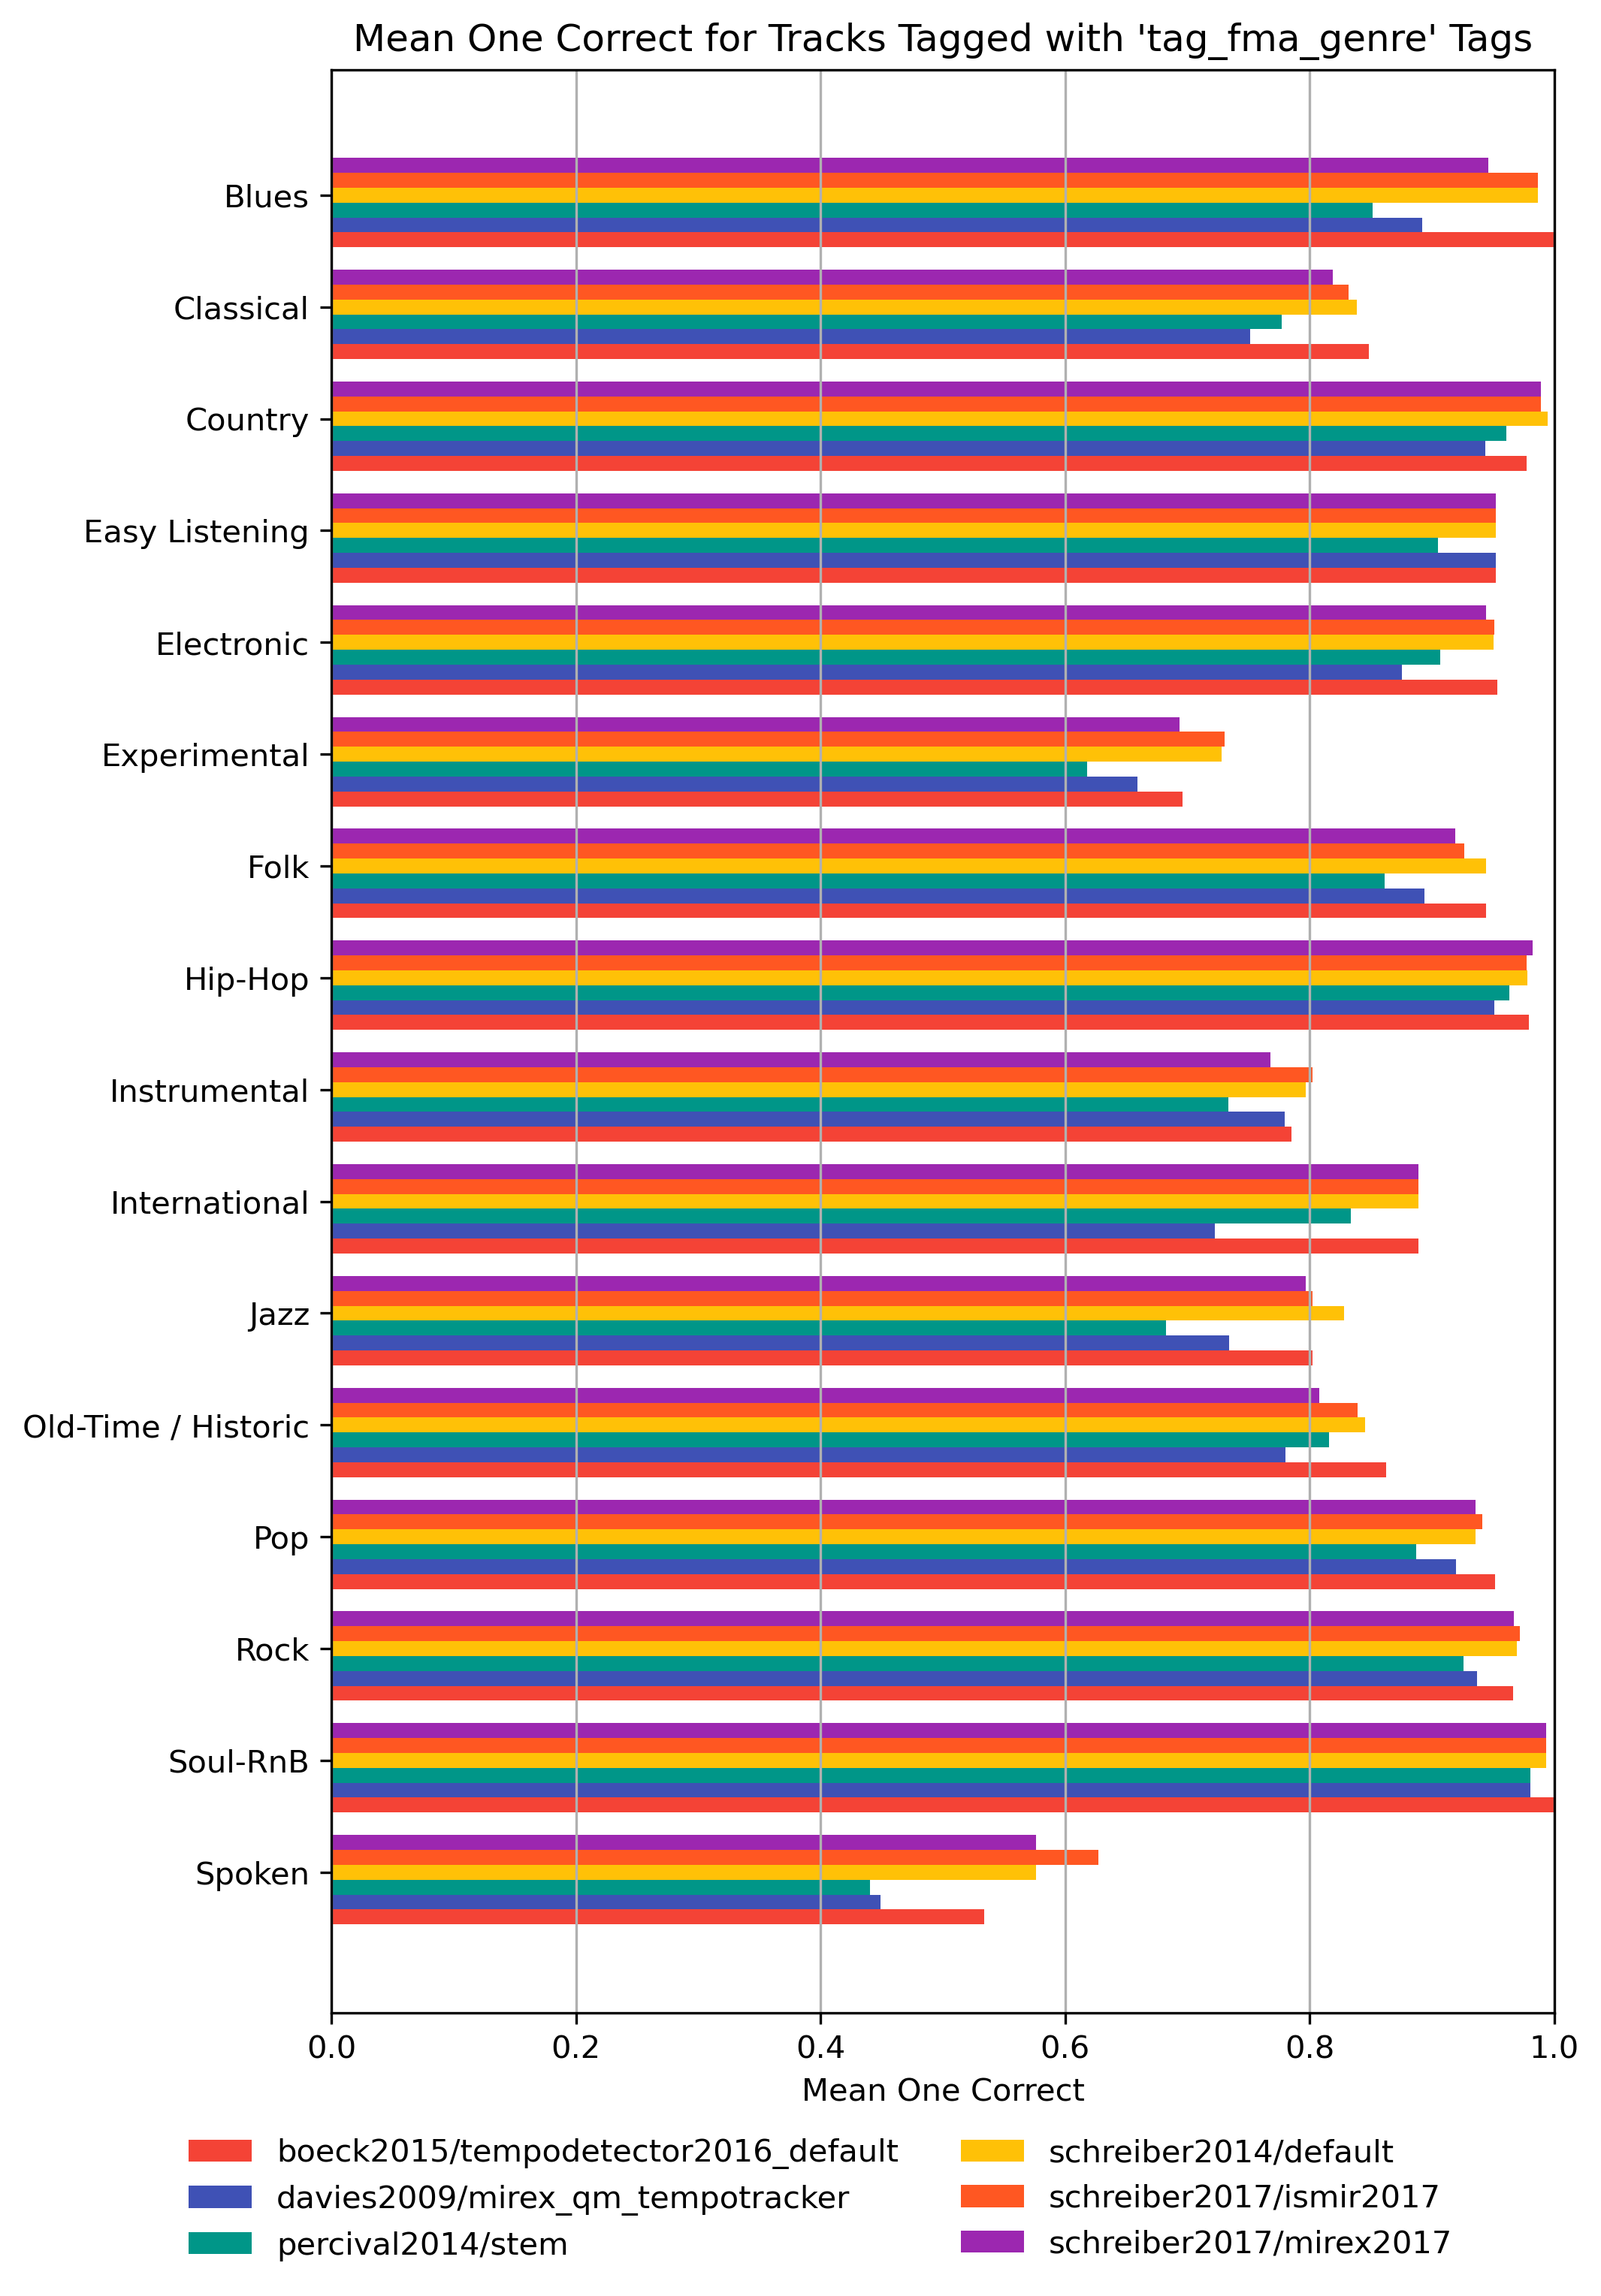 Mean One Correct for Tracks Tagged with 'tag_fma_genre' Tags
Blues
Classical
Country
Easy Listening
Electronic
Experimental
Folk
Hip-Hop
Instrumental
International
Jazz
Old-Time / Historic
Pop
Rock
Soul-RnB
Spoken
0.0 0.2 0.4 0.6 0.8 1.0
Mean One Correct
boeck2015/tempodetector2016_default
davies2009/mirex_qm_tempotracker
percival2014/stem
schreiber2014/default
schreiber2017/ismir2017
schreiber2017/mirex2017